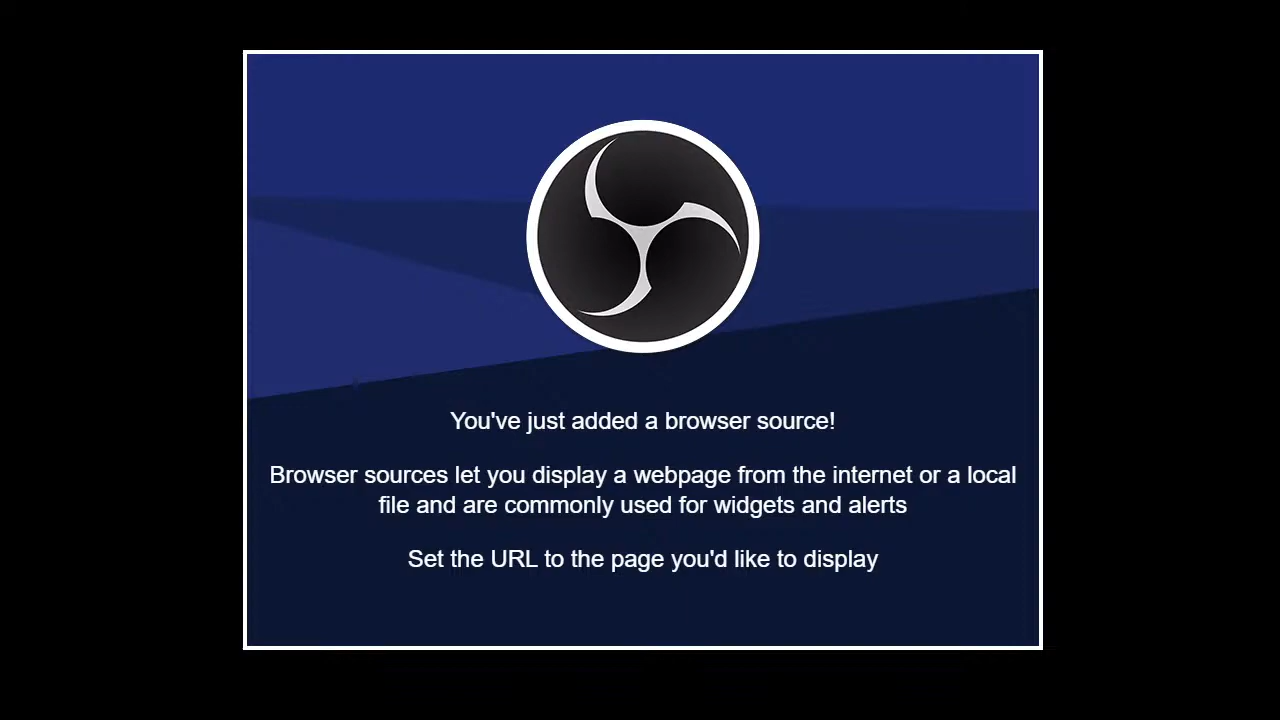 You've just added a browser source!
Browser sources let you display a webpage from the internet or a local
file and are commonly used for widgets and alerts
Set the URL to the page you'd like to display